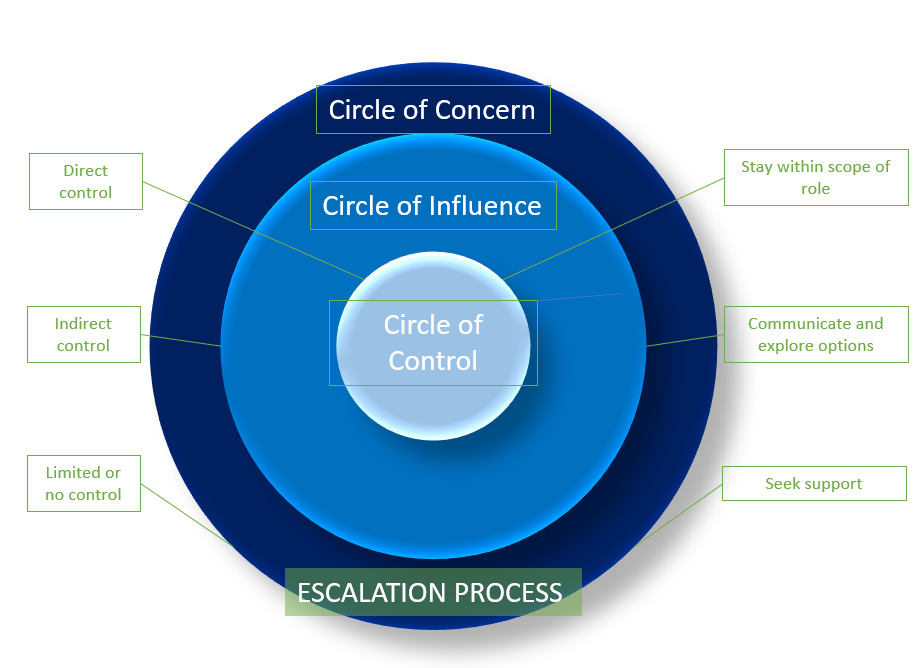 Circle of Concern
Direct
control
Stay within scope of
role
Circle of Influence
Indirect
control
Circle of
Control
Communicate and
explore options
Limited or
no control
Seek support
ESCALATION PROCESS